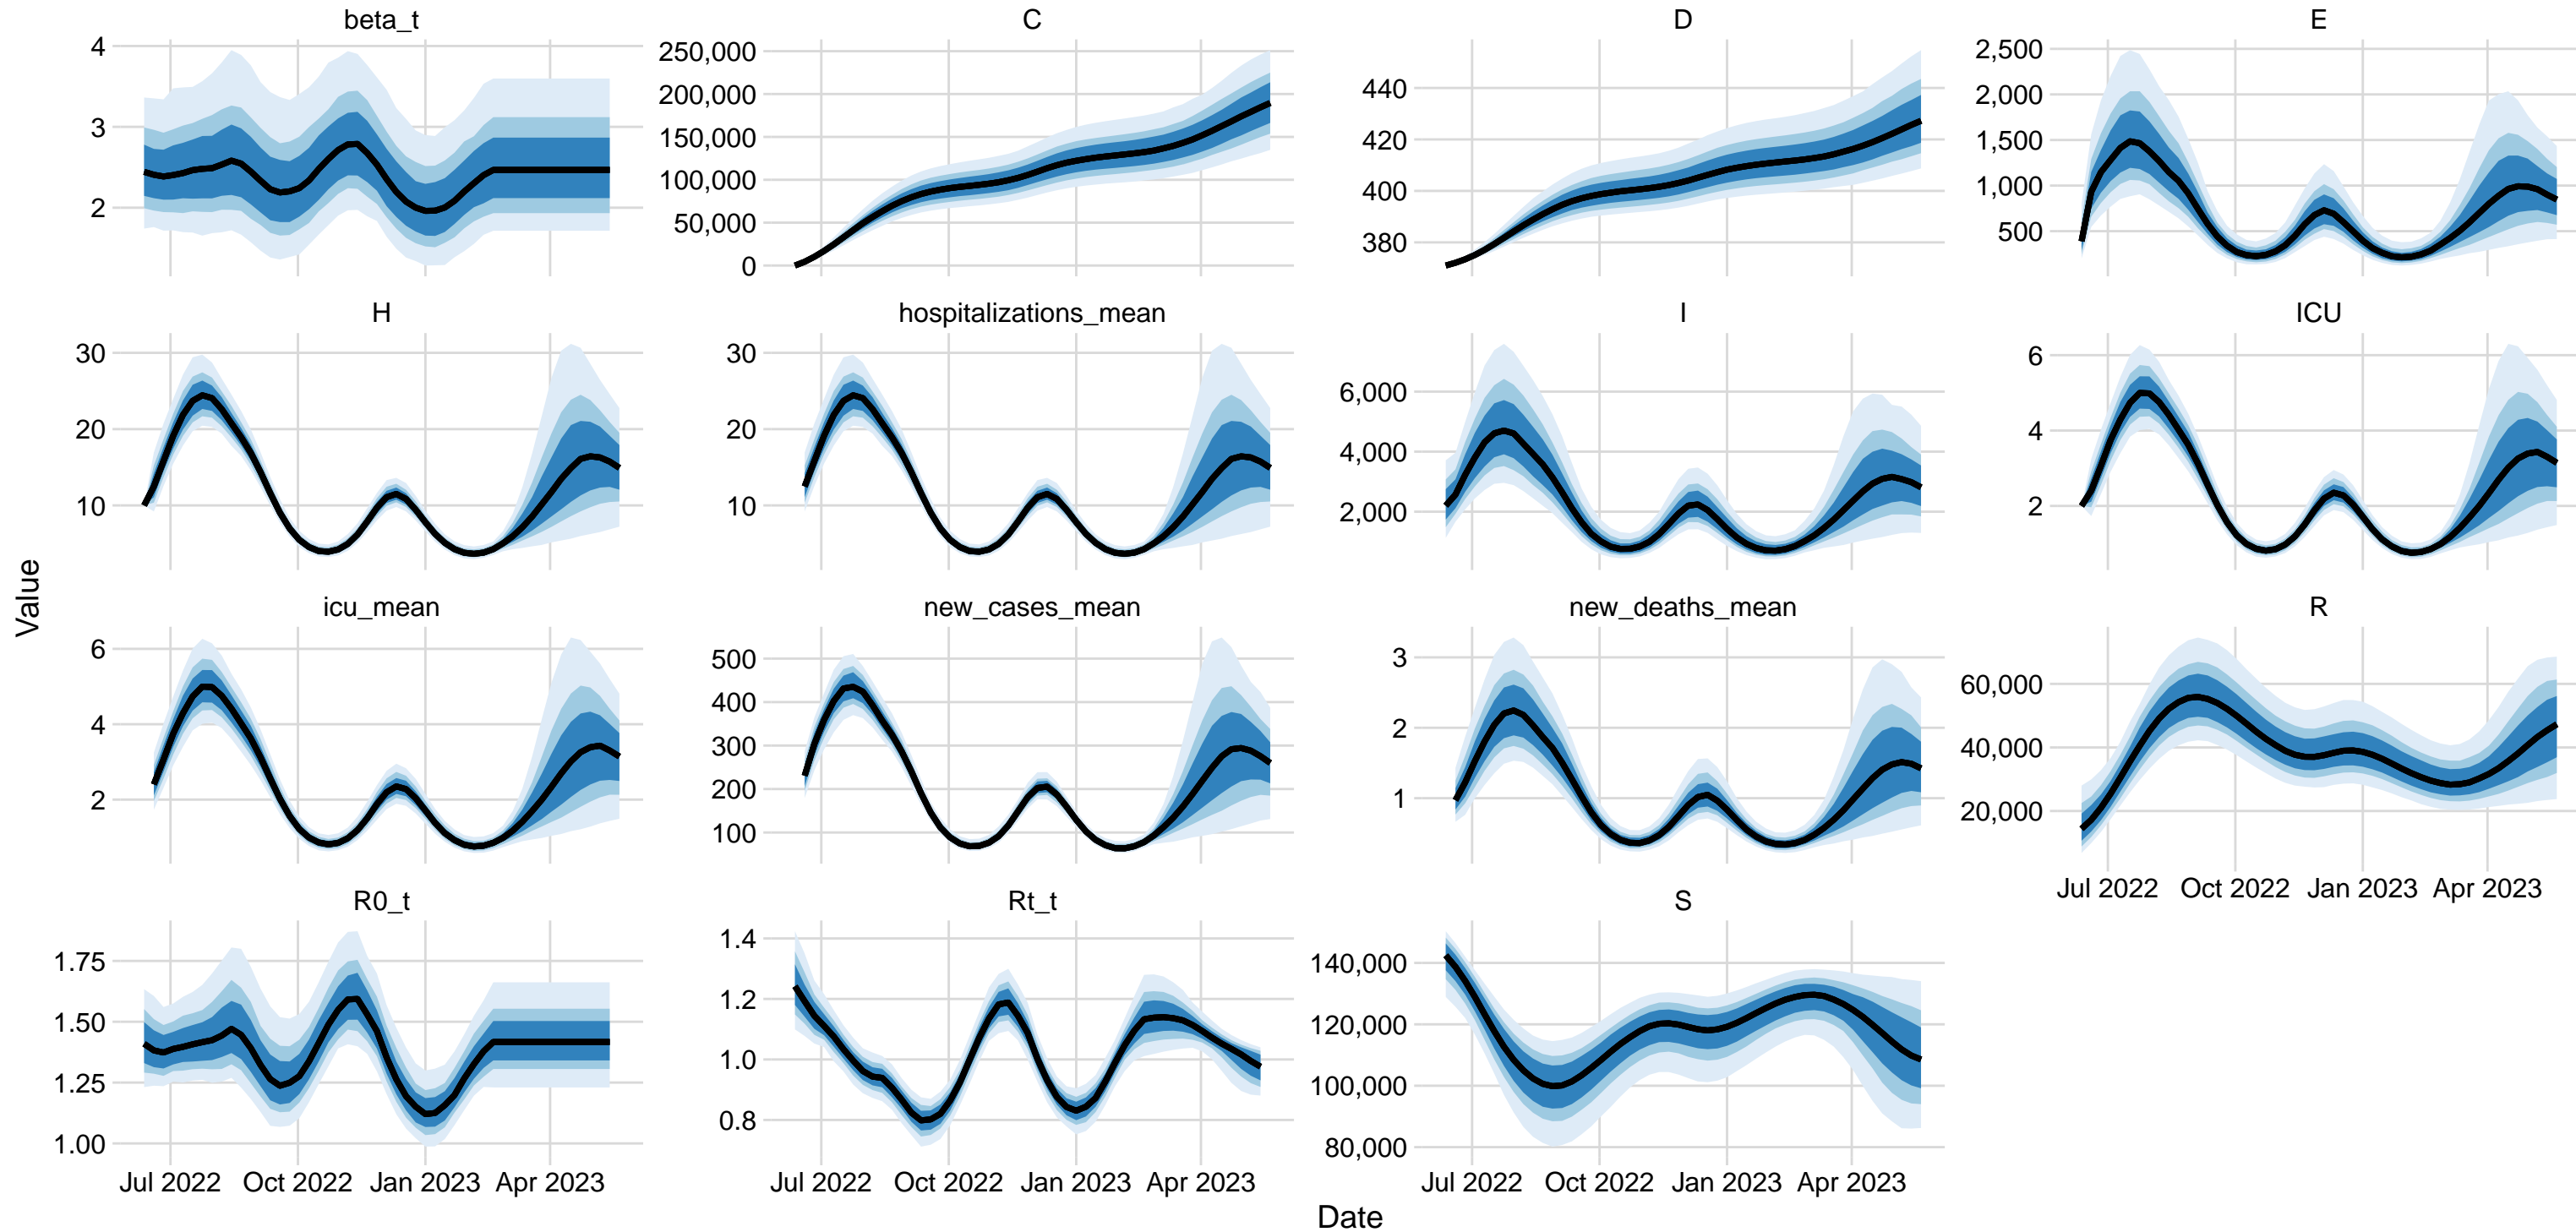 beta_t
C
D
E
4
3
2
250,000
200,000
150,000
100,000
50,000
0
440
420
400
380
2,500
2,000
1,500
1,000
500
H
hospitalizations_mean
I
ICU
30
20
10
30
20
10
6,000
4,000
2,000
6
4
2
Value
icu_mean
new_cases_mean
new_deaths_mean
R
6
4
2
500
400
300
200
100
3
2
1
60,000
40,000
20,000
Jul 2022 Oct 2022 Jan 2023 Apr 2023
R0_t
Rt_t
S
1.75
1.50
1.25
1.00
1.4
1.2
1.0
0.8
140,000
120,000
100,000
80,000
Jul 2022 Oct 2022 Jan 2023 Apr 2023
Jul 2022 Oct 2022 Jan 2023 Apr 2023
Jul 2022 Oct 2022 Jan 2023 Apr 2023
Date